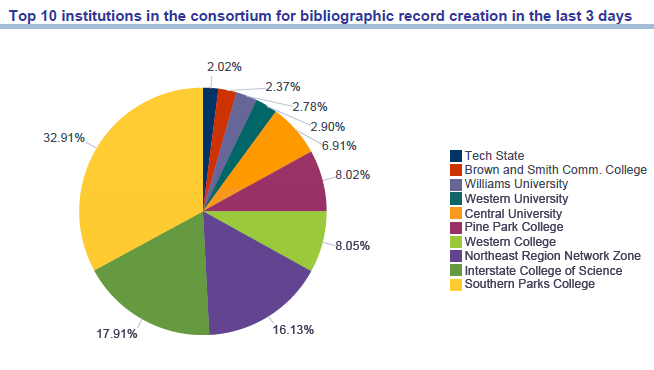 Top 10 institutions in the consortium for bibliographic record creation in the last 3 days
2.02%
2.37%
2.78%
2.90%
6.91%
8.02%
8.05%
16.13%
17.91%
32.91%
Tech State
Brown and Smith Comm. College
Williams University
Western University
Central University
Pine Park College
Western College
Northeast Region Network Zone
Interstate College of Science
Southern Parks College